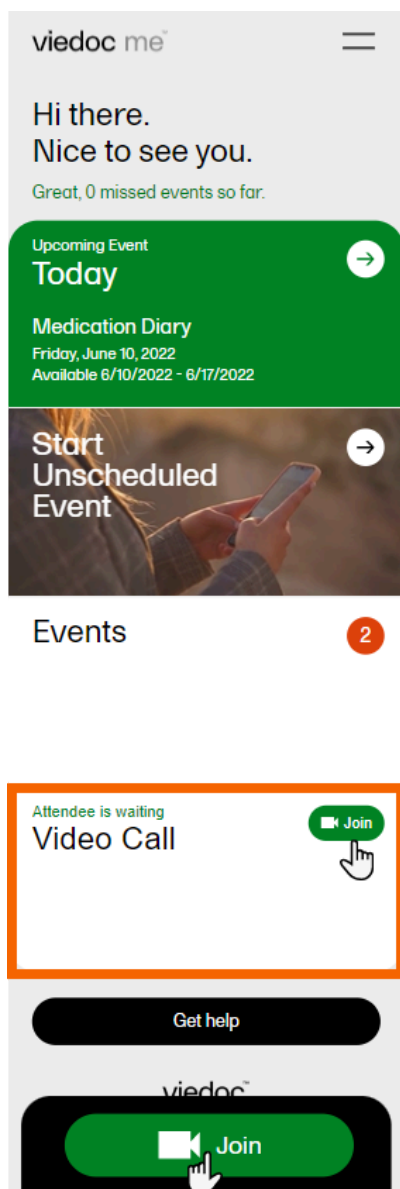 viedoc me™
Hi there.
Nice to see you.
Great, 0 missed events so far.
Upcoming Event
Today
Medication Diary
Friday, June 10, 2022
Available 6/10/2022 - 6/17/2022
Start
Unscheduled
Event
Events
2
Attendee is waiting
Video Call
Join
Get help
viedoc™
Join